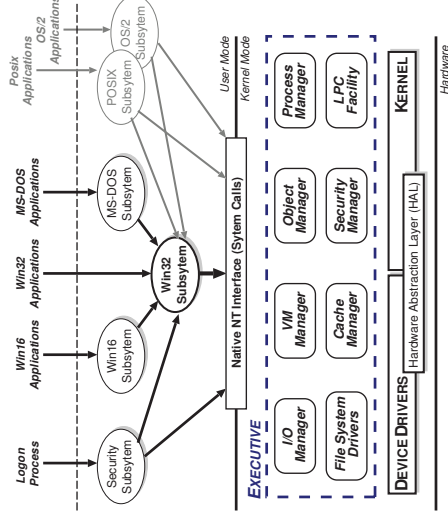 Logon
Process
Win16
Applications
Win32
Applications
MS-DOS
Applications
Posix
Applications
OS/2
Applications
Security
Subsytem
Win16
Subsystem
MS-DOS
Subsystem
POSIX
Subsytem
OS/2
Subsytem
Win32
Subsystem
Native NT Interface (Sytem Calls)
User Mode
Kernel Mode
EXECUTIVE
I/O
Manager
VM
Manager
Object
Manager
Process
Manager
File System
Drivers
Cache
Manager
Security
Manager
LPC
Facility
DEVICE DRIVERS
KERNEL
Hardware Abstraction Layer (HAL)
Hardware